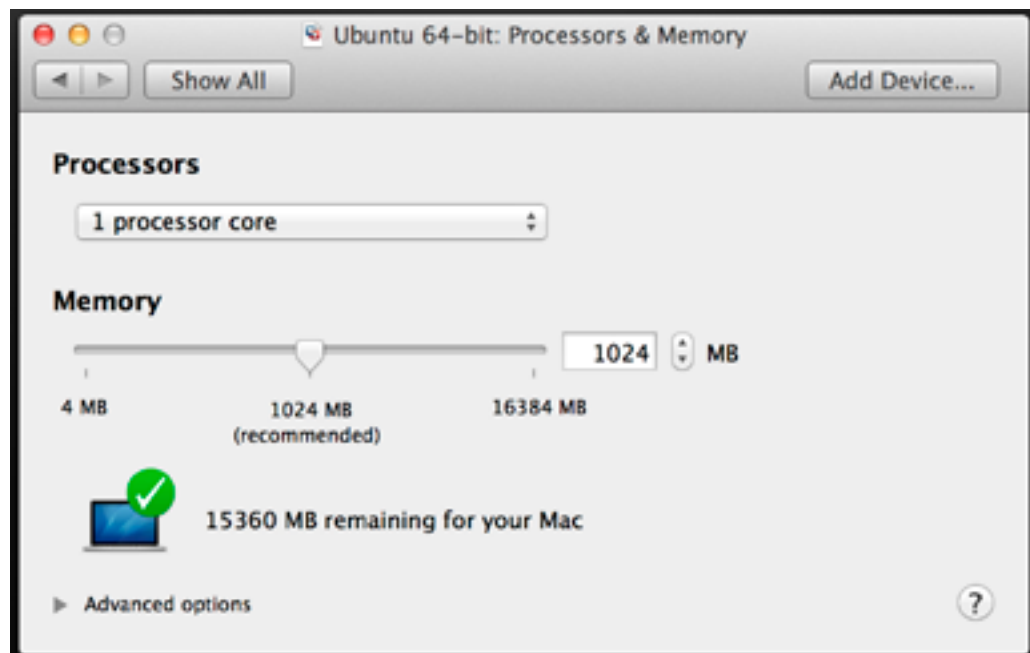 Ubuntu 64-bit: Processors & Memory
Show All
Add Device...
Processors
1 processor core
Memory
1024 MB
4 MB
1024 MB
16384 MB
(recommended)
15360 MB remaining for your Mac
Advanced options
?